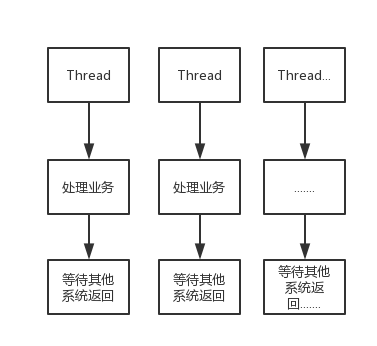 Thread
Thread
Thread...
处理业务
处理业务
.......
等待其他
系统返回
等待其他
系统返回
等待其他
系统返
回.......